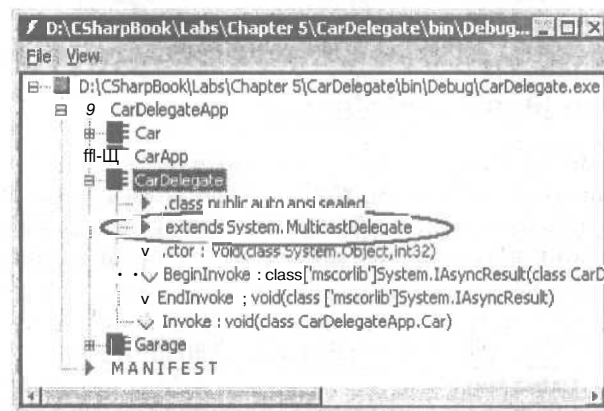 D:\CSharpBook\Labs\Chapter 5\CarDelegate\bin\Debug...
File View
D:\CSharpBook\Labs\Chapter 5\CarDelegate\bin\Debug\CarDelegate.exe
9 CarDelegateApp
Car
ffl-Щ CarApp
CarDelegate
.class public auto ansi sealed
extends System.MulticastDelegate
v .ctor : void(class System.Object,int32)
BeginInvoke : class['mscorlib']System.IAsyncResult(class CarD
v EndInvoke ; void(class ['mscorlib']System.IAsyncResult)
Invoke : void(class CarDelegateApp.Car)
Garage
MANIFEST